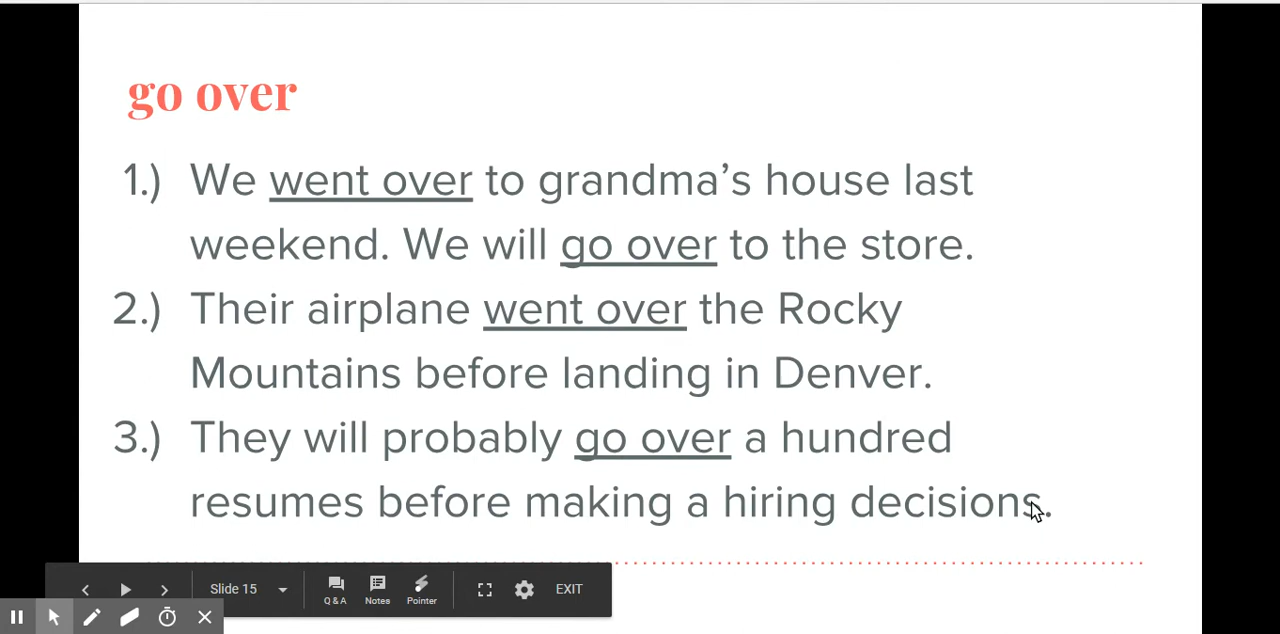 go over
1.) We went over to grandma’s house last
weekend. We will go over to the store.
2.) Their airplane went over the Rocky
Mountains before landing in Denver.
3.) They will probably go over a hundred
resumes before making a hiring decisions.
Slide 15
Q & A Notes Pointer
EXIT